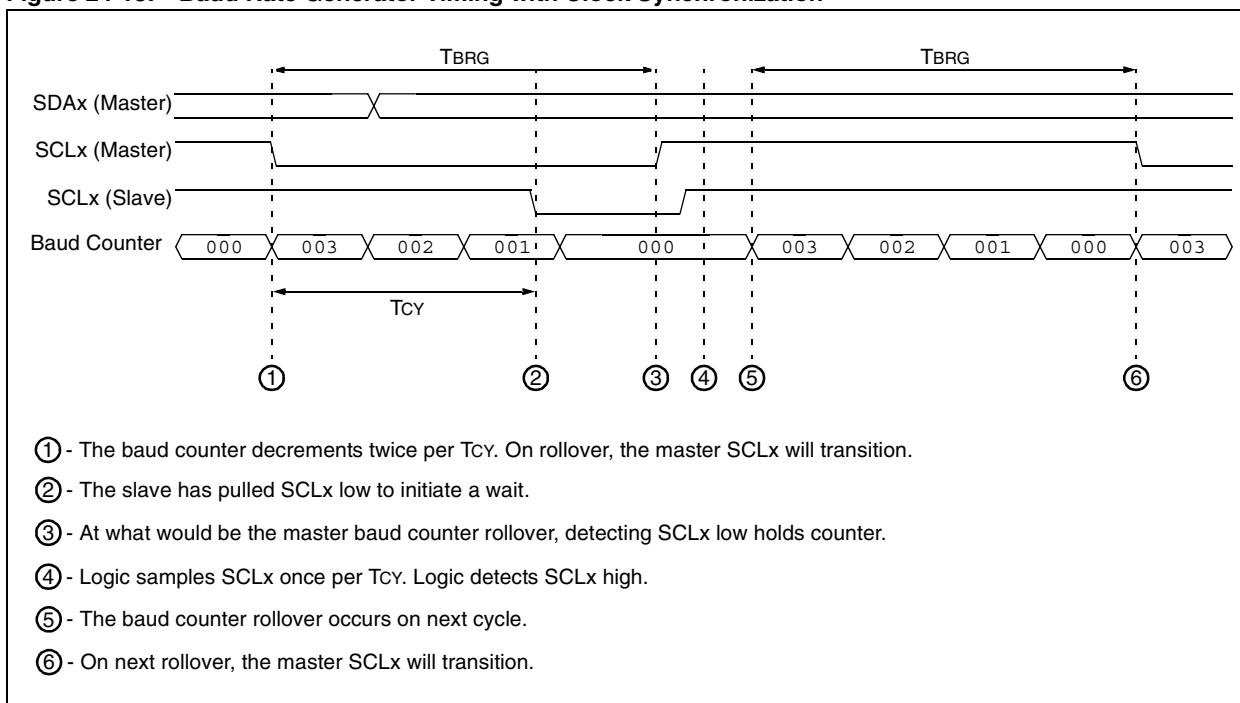 Figure 24-13: Baud Rate Generator Timing with Clock Synchronization
TBRG TBRG
SDAx (Master)
SCLx (Master)
SCLx (Slave)
Baud Counter 000 003 002 001 000 003 002 001 000 003
TCY
1 2 3 4 5 6
1 - The baud counter decrements twice per TCY. On rollover, the master SCLx will transition.
2 - The slave has pulled SCLx low to initiate a wait.
3 - At what would be the master baud counter rollover, detecting SCLx low holds counter.
4 - Logic samples SCLx once per TCY. Logic detects SCLx high.
5 - The baud counter rollover occurs on next cycle.
6 - On next rollover, the master SCLx will transition.